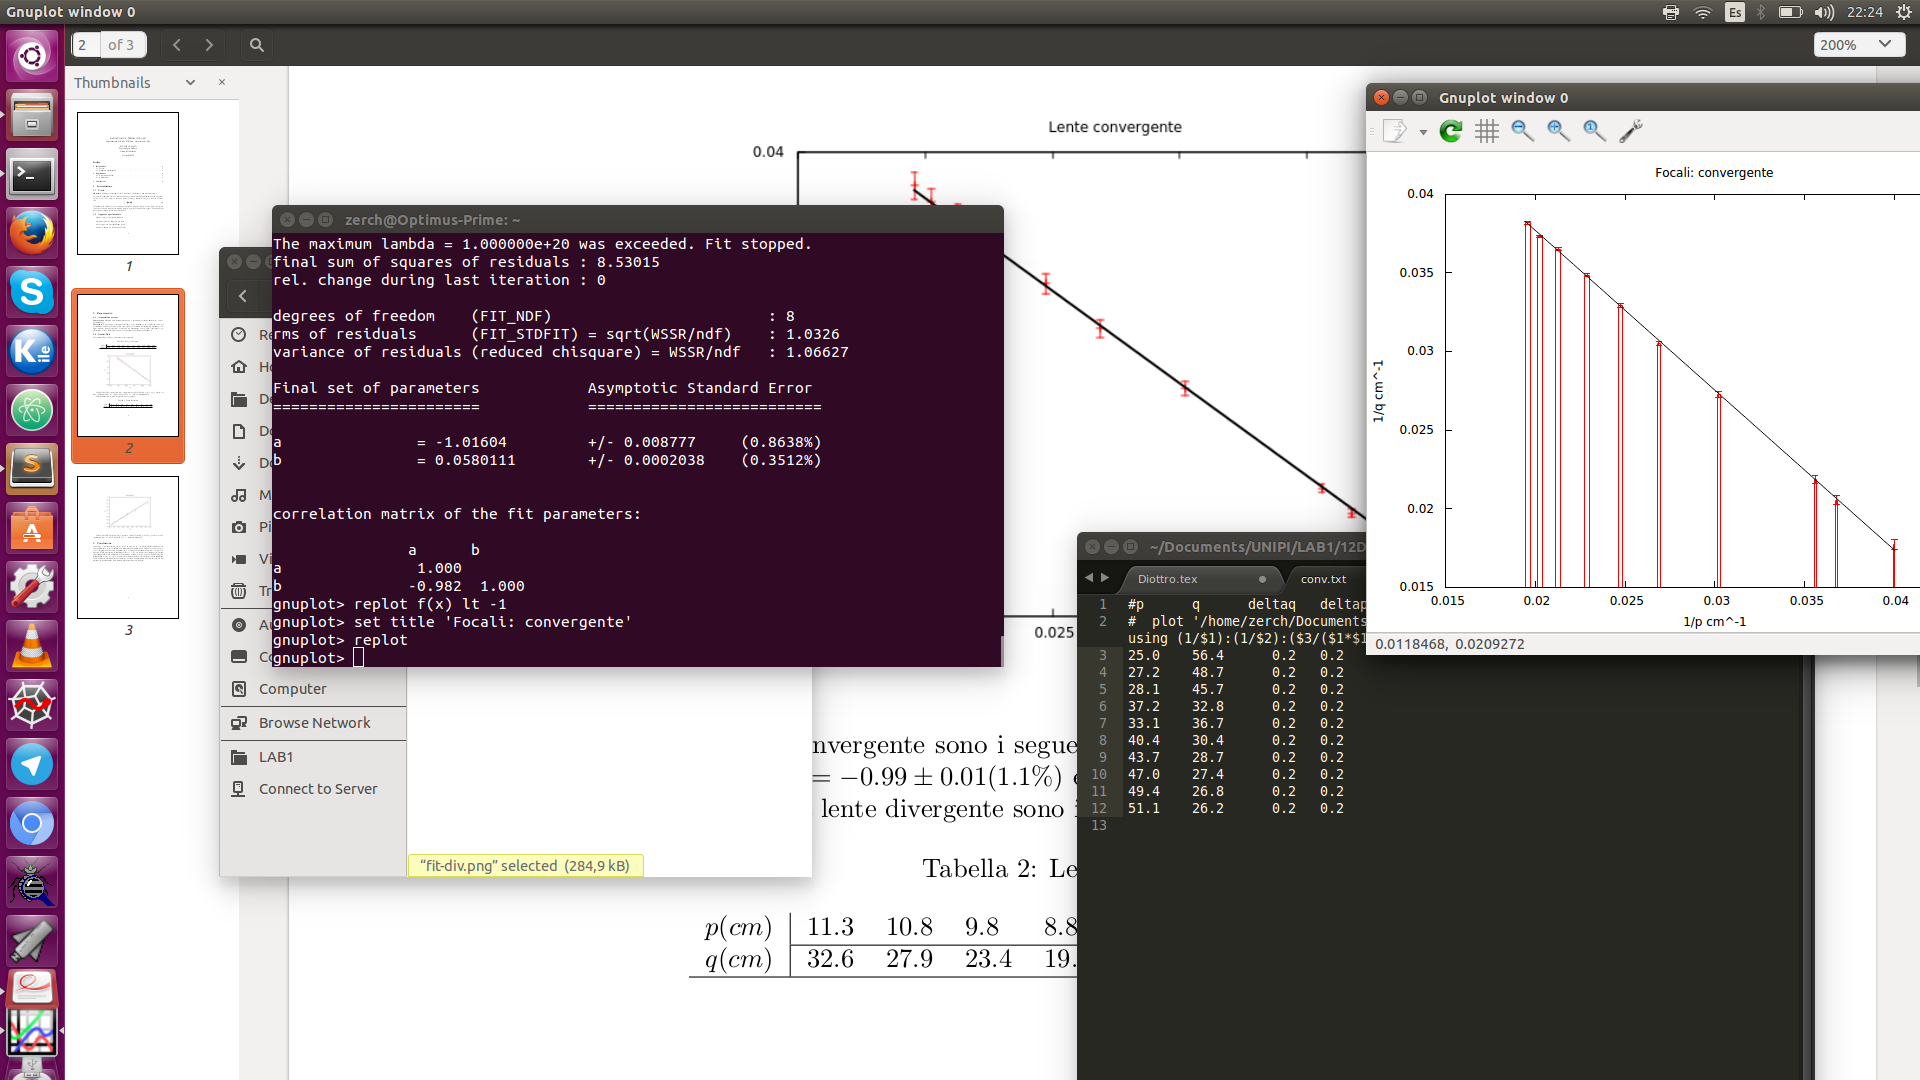 Gnuplot window 0
Es
22:24
2 of 3
200%
Thumbnails
1
2
3
Lente convergente
0.04
0.025
zerch@Optimus-Prime: ~
The maximum lambda = 1.000000e+20 was exceeded. Fit stopped.
final sum of squares of residuals : 8.53015
rel. change during last iteration : 0
degrees of freedom    (FIT_NDF)                        : 8
rms of residuals      (FIT_STDFIT) = sqrt(WSSR/ndf)    : 1.0326
variance of residuals (reduced chisquare) = WSSR/ndf   : 1.06627
Final set of parameters            Asymptotic Standard Error
=======================            ==========================
a               = -1.01604         +/- 0.008777     (0.8638%)
b               = 0.0580111        +/- 0.0002038    (0.3512%)
correlation matrix of the fit parameters:
a      b
a               1.000
b              -0.982  1.000
gnuplot> replot f(x) lt -1
gnuplot> set title 'Focali: convergente'
gnuplot> replot
gnuplot>
Re
Ho
De
Do
Do
M
Pi
Vi
Tr
Au
Co
Computer
Browse Network
LAB1
Connect to Server
“fit-div.png” selected (284,9 kB)
nvergente sono i segue
= −0.99 ± 0.01(1.1%)
lente divergente sono i
Tabella 2: Le
p(cm) 11.3 10.8 9.8 8.8
q(cm) 32.6 27.9 23.4 19.
~/Documents/UNIPI/LAB1/12D
Diottro.tex
conv.txt
1 #p q deltaq deltap
2 # plot '/home/zerch/Documents
using (1/$1):(1/$2):($3/($1*$1
3 25.0 56.4 0.2 0.2
4 27.2 48.7 0.2 0.2
5 28.1 45.7 0.2 0.2
6 37.2 32.8 0.2 0.2
7 33.1 36.7 0.2 0.2
8 40.4 30.4 0.2 0.2
9 43.7 28.7 0.2 0.2
10 47.0 27.4 0.2 0.2
11 49.4 26.8 0.2 0.2
12 51.1 26.2 0.2 0.2
13
Gnuplot window 0
Focali: convergente
0.04
0.035
0.03
0.025
0.02
0.015
1/q cm^-1
0.015 0.02 0.025 0.03 0.035 0.04
1/p cm^-1
0.0118468, 0.0209272